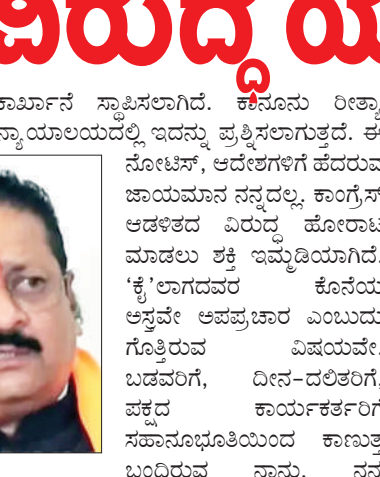 ವಿರುದ್ಧ
ಕಾರ್ಖಾನೆ ಸ್ಥಾಪಿಸಲಾಗಿದೆ. ಕಾನೂನು ರೀತ್ಯಾ
ನ್ಯಾಯಾಲಯದಲ್ಲಿ ಇದನ್ನು ಪ್ರಶ್ನಿಸಲಾಗುತ್ತದೆ. ಈ
ನೋಟಿಸ್, ಆದೇಶಗಳಿಗೆ ಹೆದರುವ
ಜಾಯಮಾನ ನನ್ನದಲ್ಲ. ಕಾಂಗ್ರೆಸ್
ಆಡಳಿತದ ವಿರುದ್ಧ ಹೋರಾಟ
ಮಾಡಲು ಶಕ್ತಿ ಇಮ್ಮಡಿಯಾಗಿದೆ.
‘ಕೈ’ಲಾಗದವರ ಕೊನೆಯ
ಅಸ್ತ್ರವೇ ಅಪಪ್ರಚಾರ ಎಂಬುದು
ಗೊತ್ತಿರುವ ವಿಷಯವೇ.
ಬಡವರಿಗೆ, ದೀನ-ದಲಿತರಿಗೆ,
ಪಕ್ಷದ ಕಾರ್ಯಕರ್ತರಿಗೆ
ಸಹಾನೂಭೂತಿಯಿಂದ ಕಾಣುತ್ತ
ಬಂದಿರುವ ನಾನು,